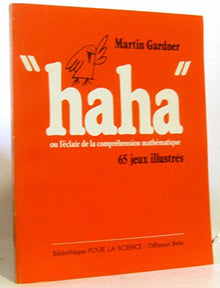 Martin Gardner
"haha"
ou l'éclair de la compréhension mathématique
65 jeux illustrés
Bibliothèque POUR LA SCIENCE - Diffusion Belin